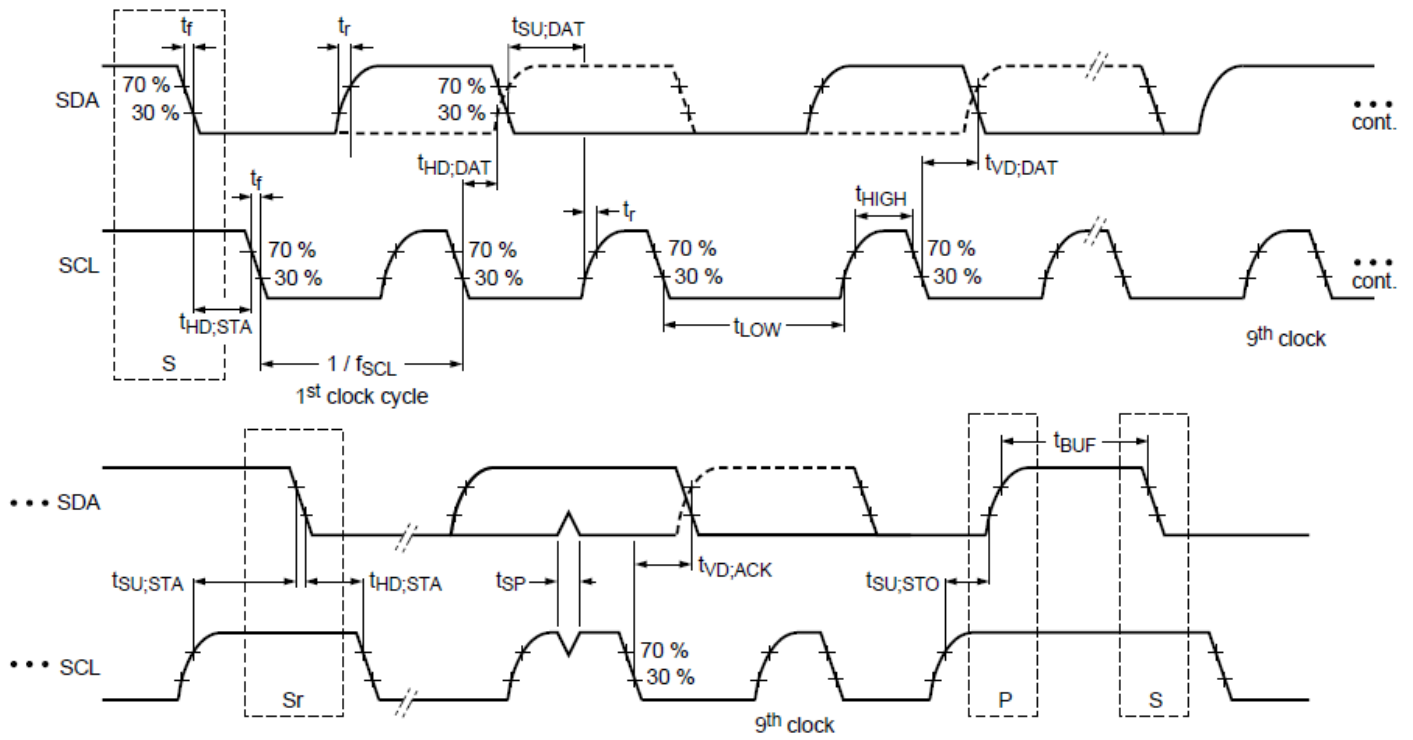 tf
tr
tSU;DAT
70 %
30 %
SDA
70 %
30 %
cont.
tHD;DAT
tVD;DAT
tf
tr
tHIGH
SCL
70 %
30 %
70 %
30 %
70 %
30 %
70 %
30 %
cont.
tHD;STA
tLOW
9th clock
S
1 / fSCL
1st clock cycle
tBUF
••• SDA
tSU;STA
tHD;STA
tSP
tVD;ACK
tSU;STO
••• SCL
70 %
30 %
Sr
P
S
9th clock